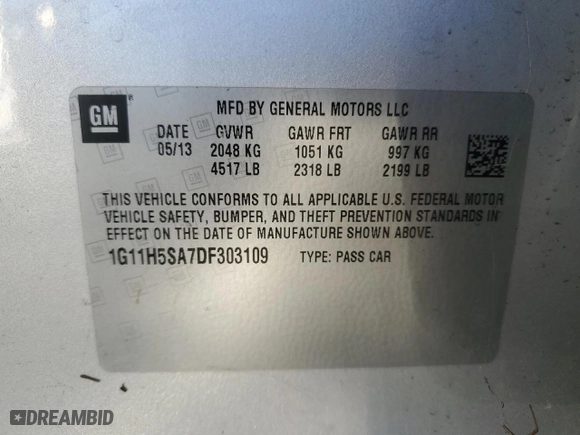 GM
MFD BY GENERAL MOTORS LLC
DATE GVWR GAWR FRT GAWR RR
05/13 2048 KG 1051 KG 997 KG
4517 LB 2318 LB 2199 LB
THIS VEHICLE CONFORMS TO ALL APPLICABLE U.S. FEDERAL MOTOR
VEHICLE SAFETY, BUMPER, AND THEFT PREVENTION STANDARDS IN
EFFECT ON THE DATE OF MANUFACTURE SHOWN ABOVE.
1G11H5SA7DF303109 TYPE: PASS CAR
DREAMBID